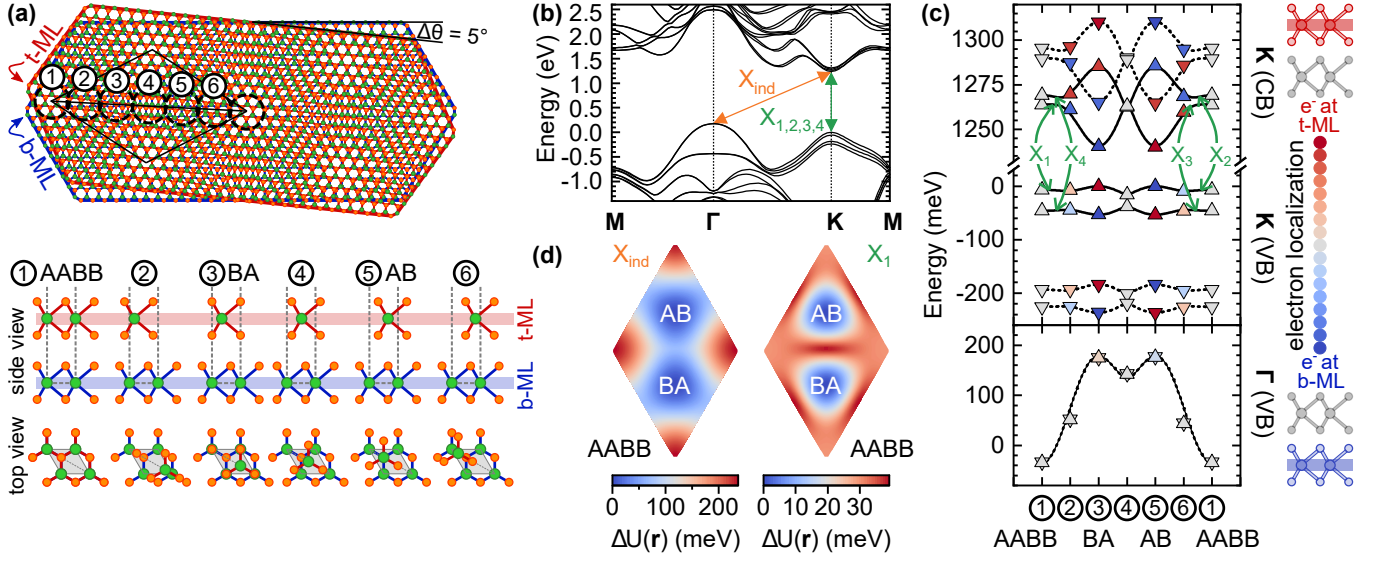 (a)
Δθ = 5°
t-ML
1 2 3 4 5 6
b-ML
1 AABB 2 3 BA 4 5 AB 6
side view
t-ML
b-ML
top view
(b)
Energy (eV)
2.5
2.0
1.5
1.0
0.5
0.0
-0.5
-1.0
X_ind
X_1,2,3,4
M Γ K M
(d)
X_ind
AB
BA
AABB
0 100 200
ΔU(r) (meV)
X_1
AB
BA
AABB
0 10 20 30
ΔU(r) (meV)
(c)
Energy (meV)
1300
1275
1250
0
-50
-200
200
100
0
X_1 X_4 X_3 X_2
K (CB)
K (VB)
Γ (VB)
1 2 3 4 5 6 1
AABB BA AB AABB
e⁻ at
t-ML
electron localization
e⁻ at
b-ML